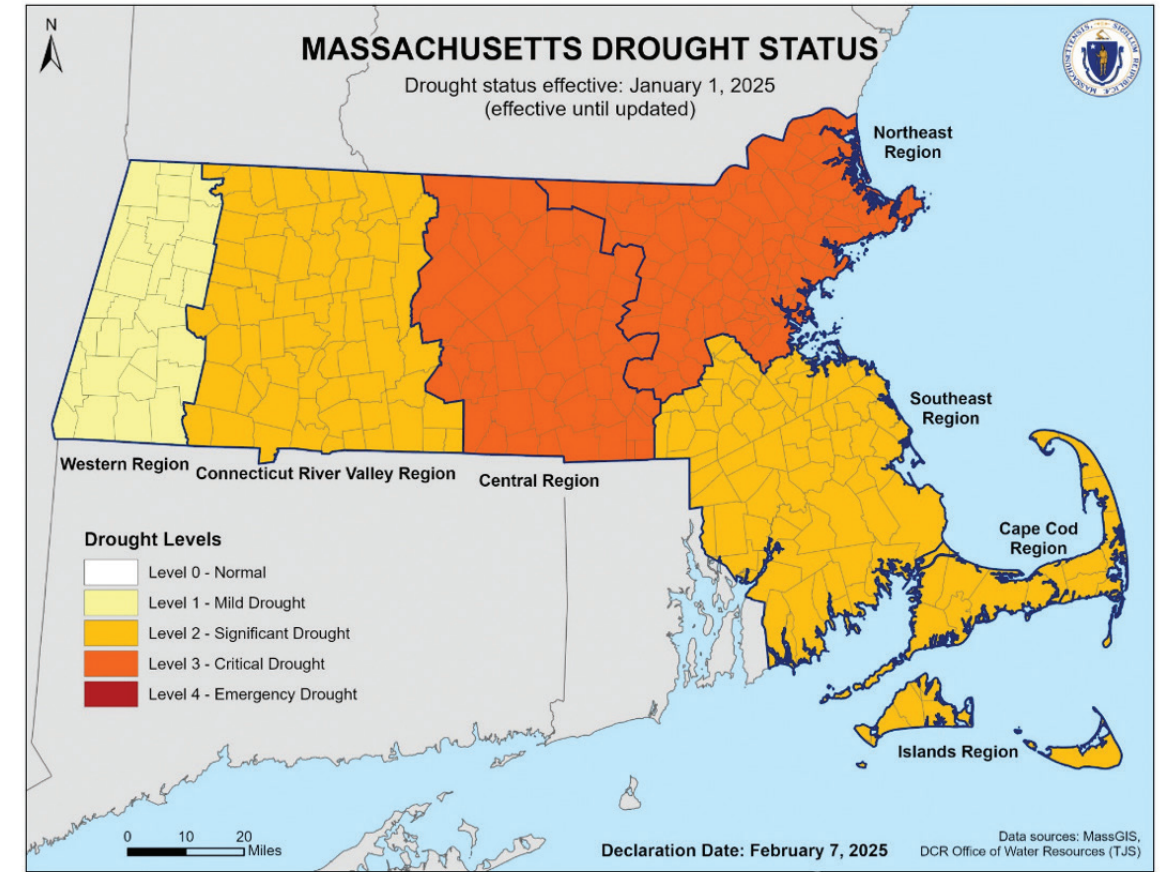 N
MASSACHUSETTS DROUGHT STATUS
Drought status effective: January 1, 2025
(effective until updated)
Northeast
Region
Southeast
Region
Western Region
Connecticut River Valley Region
Central Region
Cape Cod
Region
Drought Levels
Level 0 - Normal
Level 1 - Mild Drought
Level 2 - Significant Drought
Level 3 - Critical Drought
Level 4 - Emergency Drought
Islands Region
0 10 20
Miles
Declaration Date: February 7, 2025
Data sources: MassGIS,
DCR Office of Water Resources (TJS)